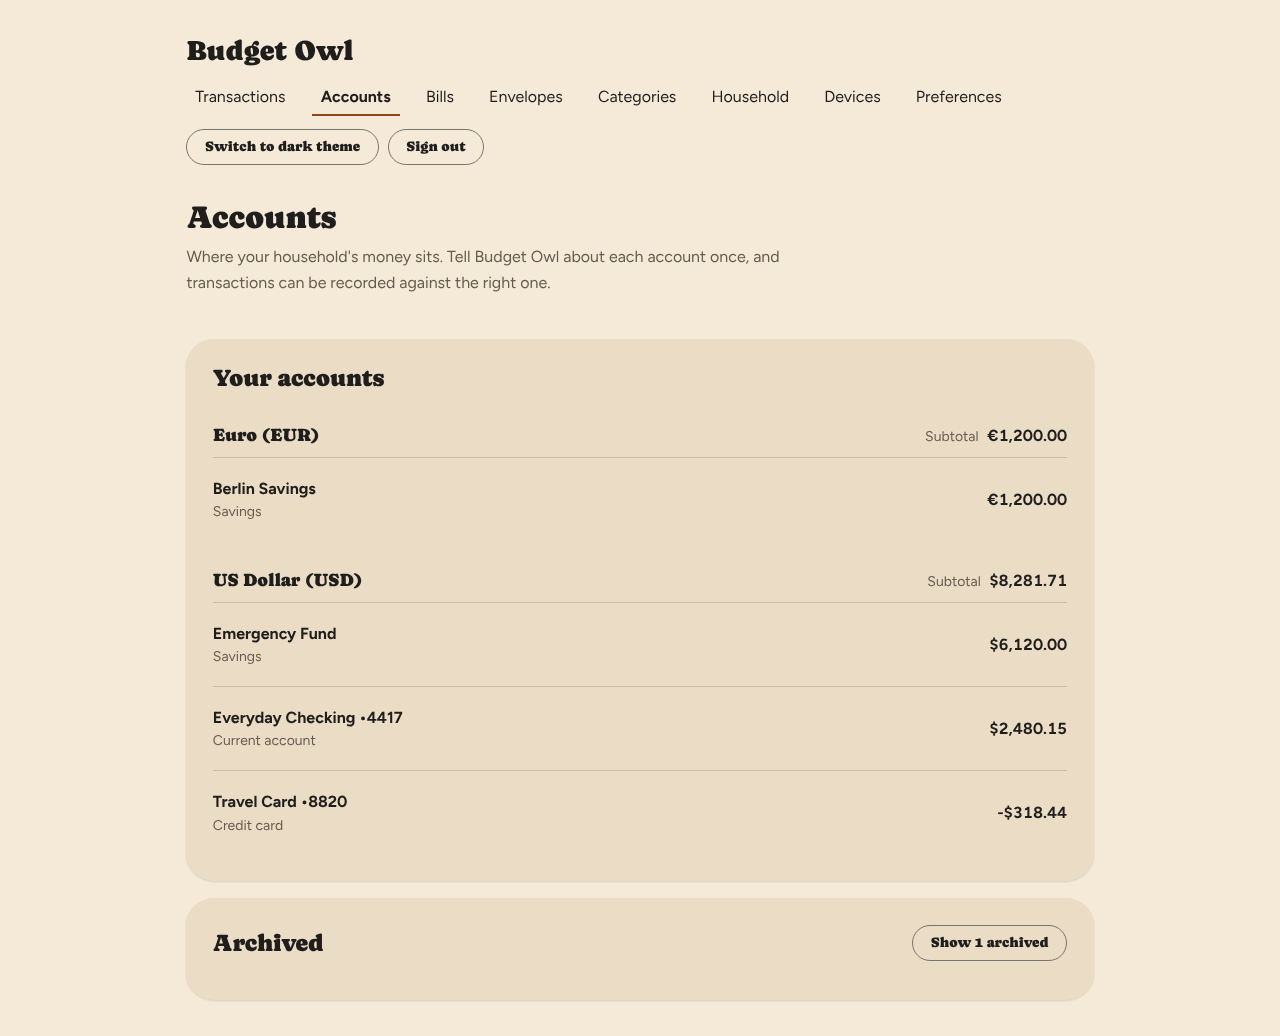 Budget Owl
Transactions Accounts Bills Envelopes Categories Household Devices Preferences
Switch to dark theme Sign out
Accounts
Where your household's money sits. Tell Budget Owl about each account once, and
transactions can be recorded against the right one.
Your accounts
Euro (EUR) Subtotal €1,200.00
Berlin Savings
Savings
€1,200.00
US Dollar (USD) Subtotal $8,281.71
Emergency Fund
Savings
$6,120.00
Everyday Checking •4417
Current account
$2,480.15
Travel Card •8820
Credit card
-$318.44
Archived Show 1 archived